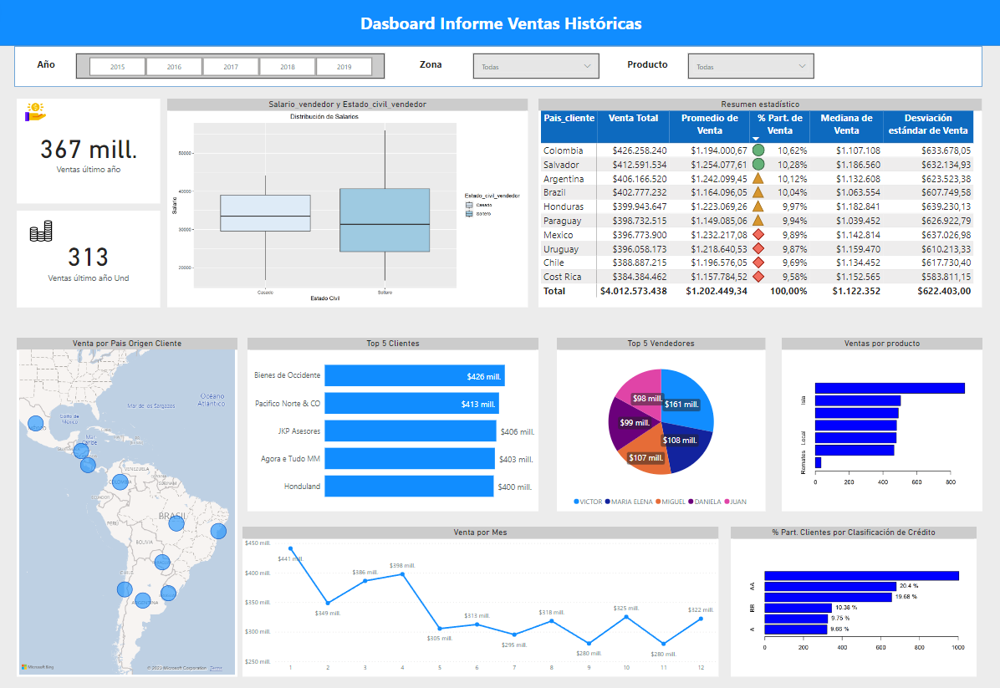 Dasboard Informe Ventas Históricas
Año
2015 2016 2017 2018 2019
Zona
Todas
Producto
Todas
367 mill.
Ventas último año
313
Ventas último año Und
Salario_vendedor y Estado_civil_vendedor
Distribución de Salarios
Salario
50000
40000
30000
20000
Casado Soltero
Estado Civil
Estado_civil_vendedor
Casado
Soltero
Resumen estadístico
Pais_cliente Venta Total Promedio de Venta % Part. de Venta Mediana de Venta Desviación estándar de Venta
Colombia $426.258.240 $1.194.000,67 10,62% $1.107.108 $633.678,05
Salvador $412.591.534 $1.254.077,61 10,28% $1.186.560 $632.134,93
Argentina $406.166.520 $1.242.099,45 10,12% $1.132.608 $623.523,38
Brazil $402.777.232 $1.164.096,05 10,04% $1.063.554 $607.749,58
Honduras $399.943.647 $1.223.069,26 9,97% $1.182.841 $639.230,13
Paraguay $398.732.515 $1.149.085,06 9,94% $1.039.452 $626.922,79
Mexico $396.773.900 $1.232.217,08 9,89% $1.142.814 $637.026,98
Uruguay $396.058.173 $1.218.640,53 9,87% $1.159.470 $610.213,33
Chile $388.887.215 $1.196.576,05 9,69% $1.134.452 $617.730,40
Costa Rica $384.384.462 $1.157.784,52 9,58% $1.152.565 $583.811,15
Total $4.012.573.438 $1.202.449,34 100,00% $1.122.352 $622.403,00
Venta por Pais Origen Cliente
Océano
Atlántico
Mar de los Sargazos
Golfo de
México
Mar
Caribe
VENEZUELA
COLOMBIA
ECUADOR
PERÚ
BRASIL
BOLIVIA
CHILE
ARGENTINA
Microsoft Bing
© 2023 Microsoft Corporation Terms
Top 5 Clientes
Bienes de Occidente $426 mill.
Pacifico Norte & CO $413 mill.
JKP Asesores $406 mill.
Agora e Tudo MM $403 mill.
Honduland $400 mill.
Top 5 Vendedores
$161 mill.
$108 mill.
$107 mill.
$99 mill.
$98 mill.
VICTOR MARIA ELENA MIGUEL DANIELA JUAN
Ventas por producto
Isla
Local
Remates
0 200 400 600 800
Venta por Mes
$450 mill.
$400 mill.
$350 mill.
$300 mill.
$250 mill.
$441 mill.
$349 mill.
$386 mill.
$398 mill.
$305 mill.
$313 mill.
$295 mill.
$318 mill.
$280 mill.
$325 mill.
$280 mill.
$322 mill.
1 2 3 4 5 6 7 8 9 10 11 12
% Part. Clientes por Clasificación de Crédito
AA
BB
A
20.4 %
19.68 %
10.38 %
9.75 %
9.66 %
0 200 400 600 800 1000